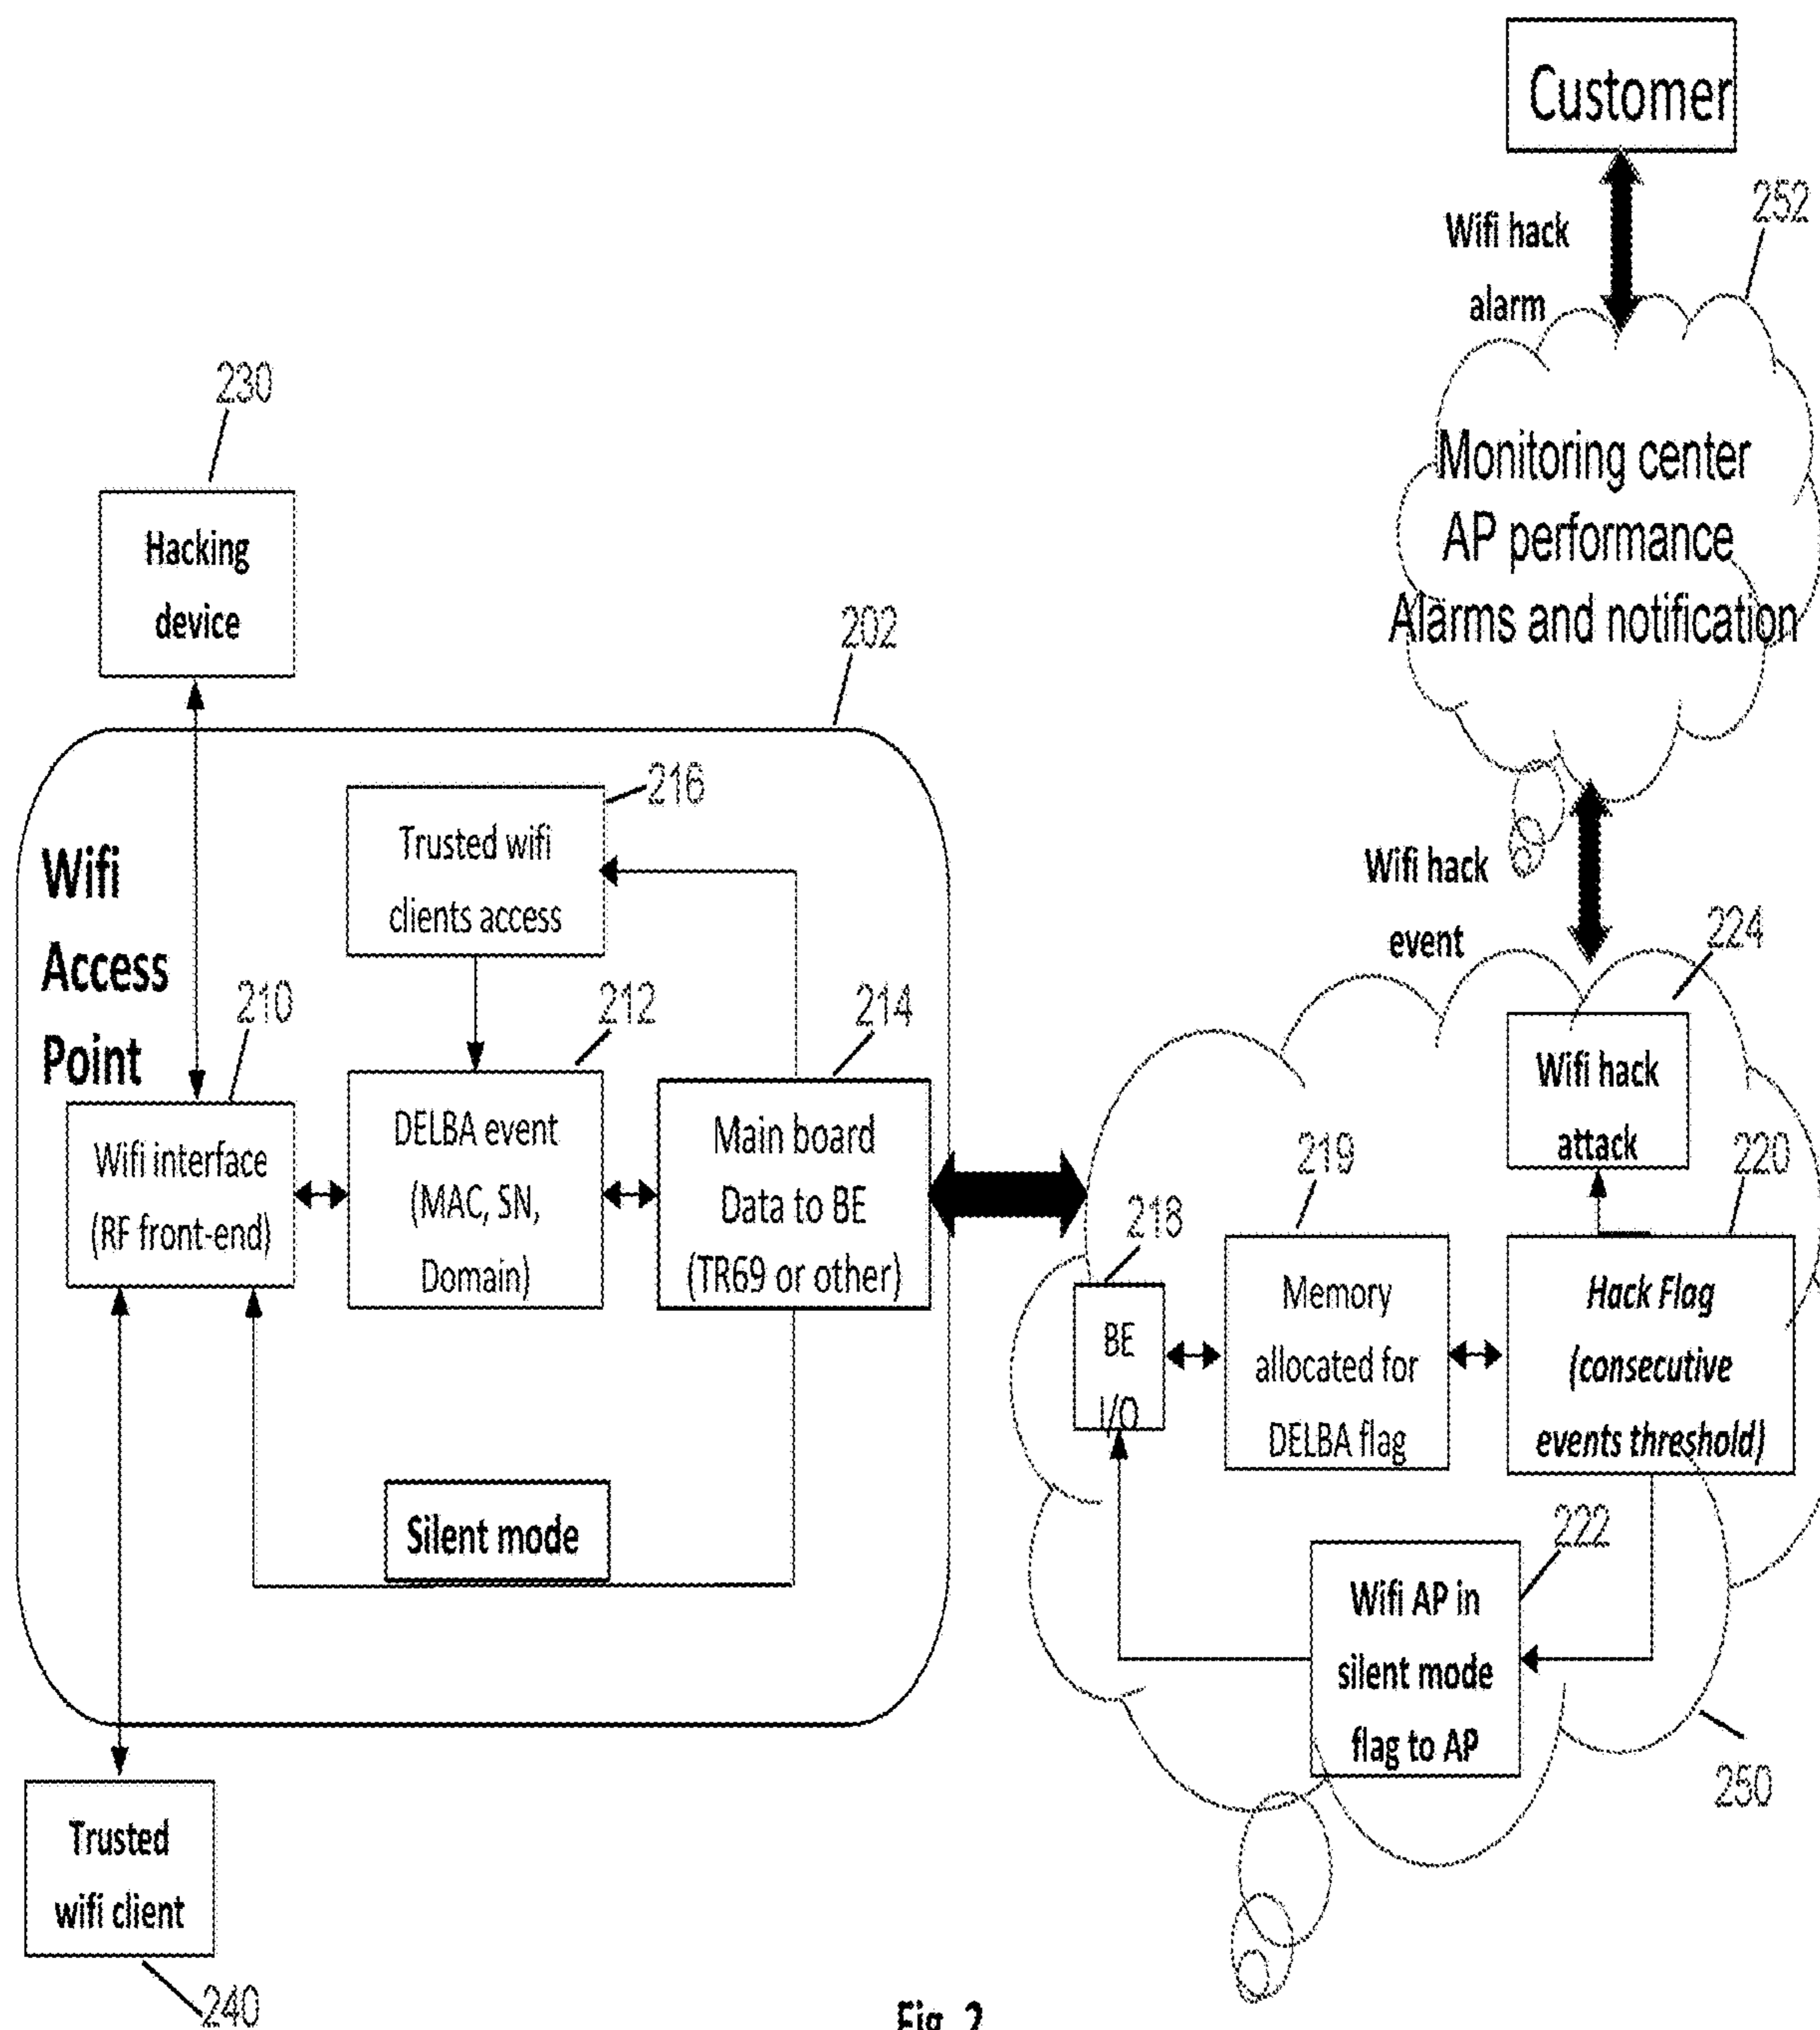 Customer
252
Wifi hack
alarm
Monitoring center
AP performance
Alarms and notification
230
Hacking
device
202
Wifi
Access
Point
216
Trusted wifi
clients access
210
212
214
Wifi interface
(RF front-end)
DELBA event
(MAC, SN,
Domain)
Main board
Data to BE
(TR69 or other)
Silent mode
Wifi hack
event
224
Wifi hack
attack
218
219
220
BE
I/O
Memory
allocated for
DELBA flag
Hack Flag
(consecutive
events threshold)
222
Wifi AP in
silent mode
flag to AP
250
Trusted
wifi client
240
Fig. 2